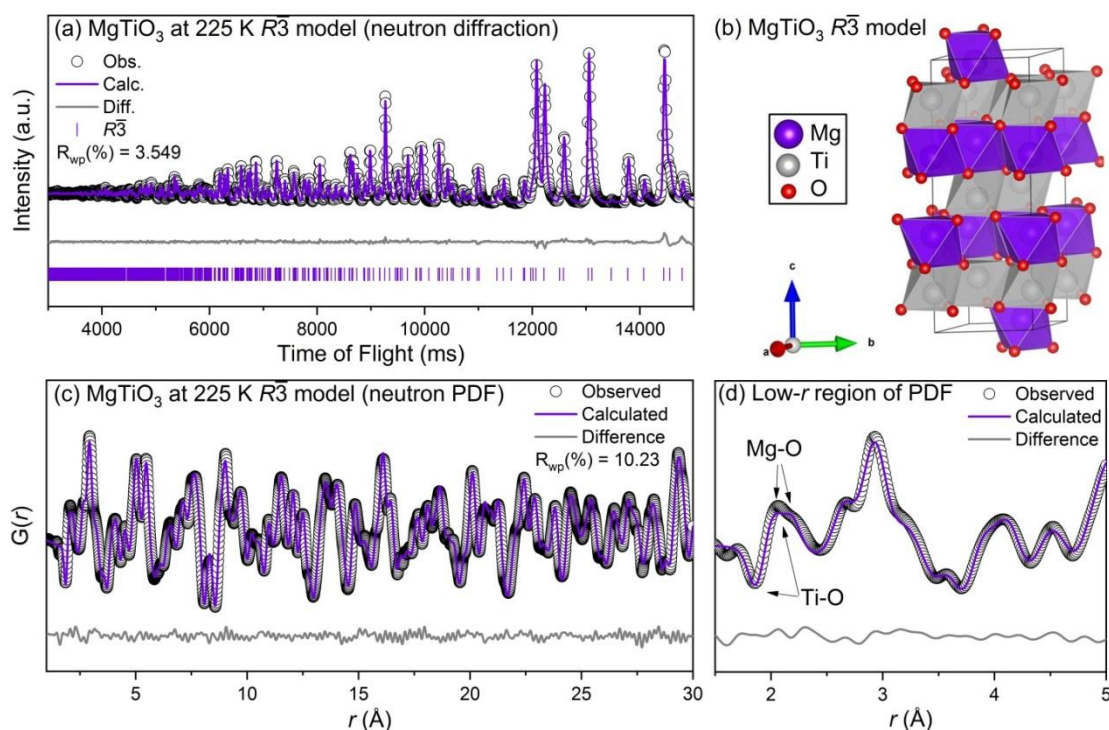 (a) MgTiO₃ at 225 K R3̅ model (neutron diffraction)
Obs.
Calc.
Diff.
R3̅
Rwp(%) = 3.549
Intensity (a.u.)
4000 6000 8000 10000 12000 14000
Time of Flight (ms)
(b) MgTiO₃ R3̅ model
Mg
Ti
O
c
a
b
(c) MgTiO₃ at 225 K R3̅ model (neutron PDF)
Observed
Calculated
Difference
Rwp(%) = 10.23
G(r)
5 10 15 20 25 30
r (Å)
(d) Low-r region of PDF
Observed
Calculated
Difference
Mg-O
Ti-O
2 3 4 5
r (Å)